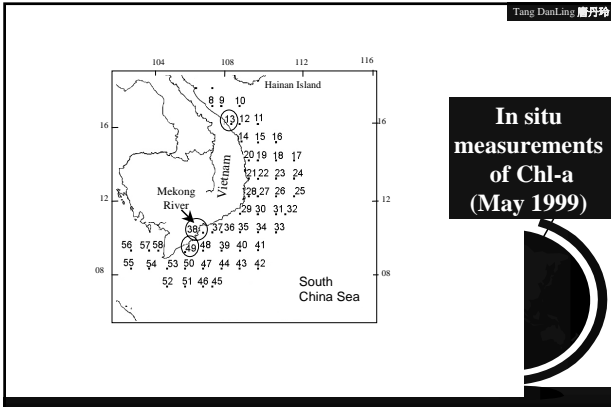 Tang DanLing 唐丹玲
104 108 112 116
Hainan Island
8 9 10
16 13 12 11 16
14 15 16
20 19 18 17
Vietnam
21 22 23 24
Mekong
River
28 27 26 25
12 12
29 30 31 32
38 37 36 35 34 33
56 57 58 49 48 39 40 41
55 54 53 50 47 44 43 42
08 08
52 51 46 45
South
China Sea
In situ
measurements
of Chl-a
(May 1999)